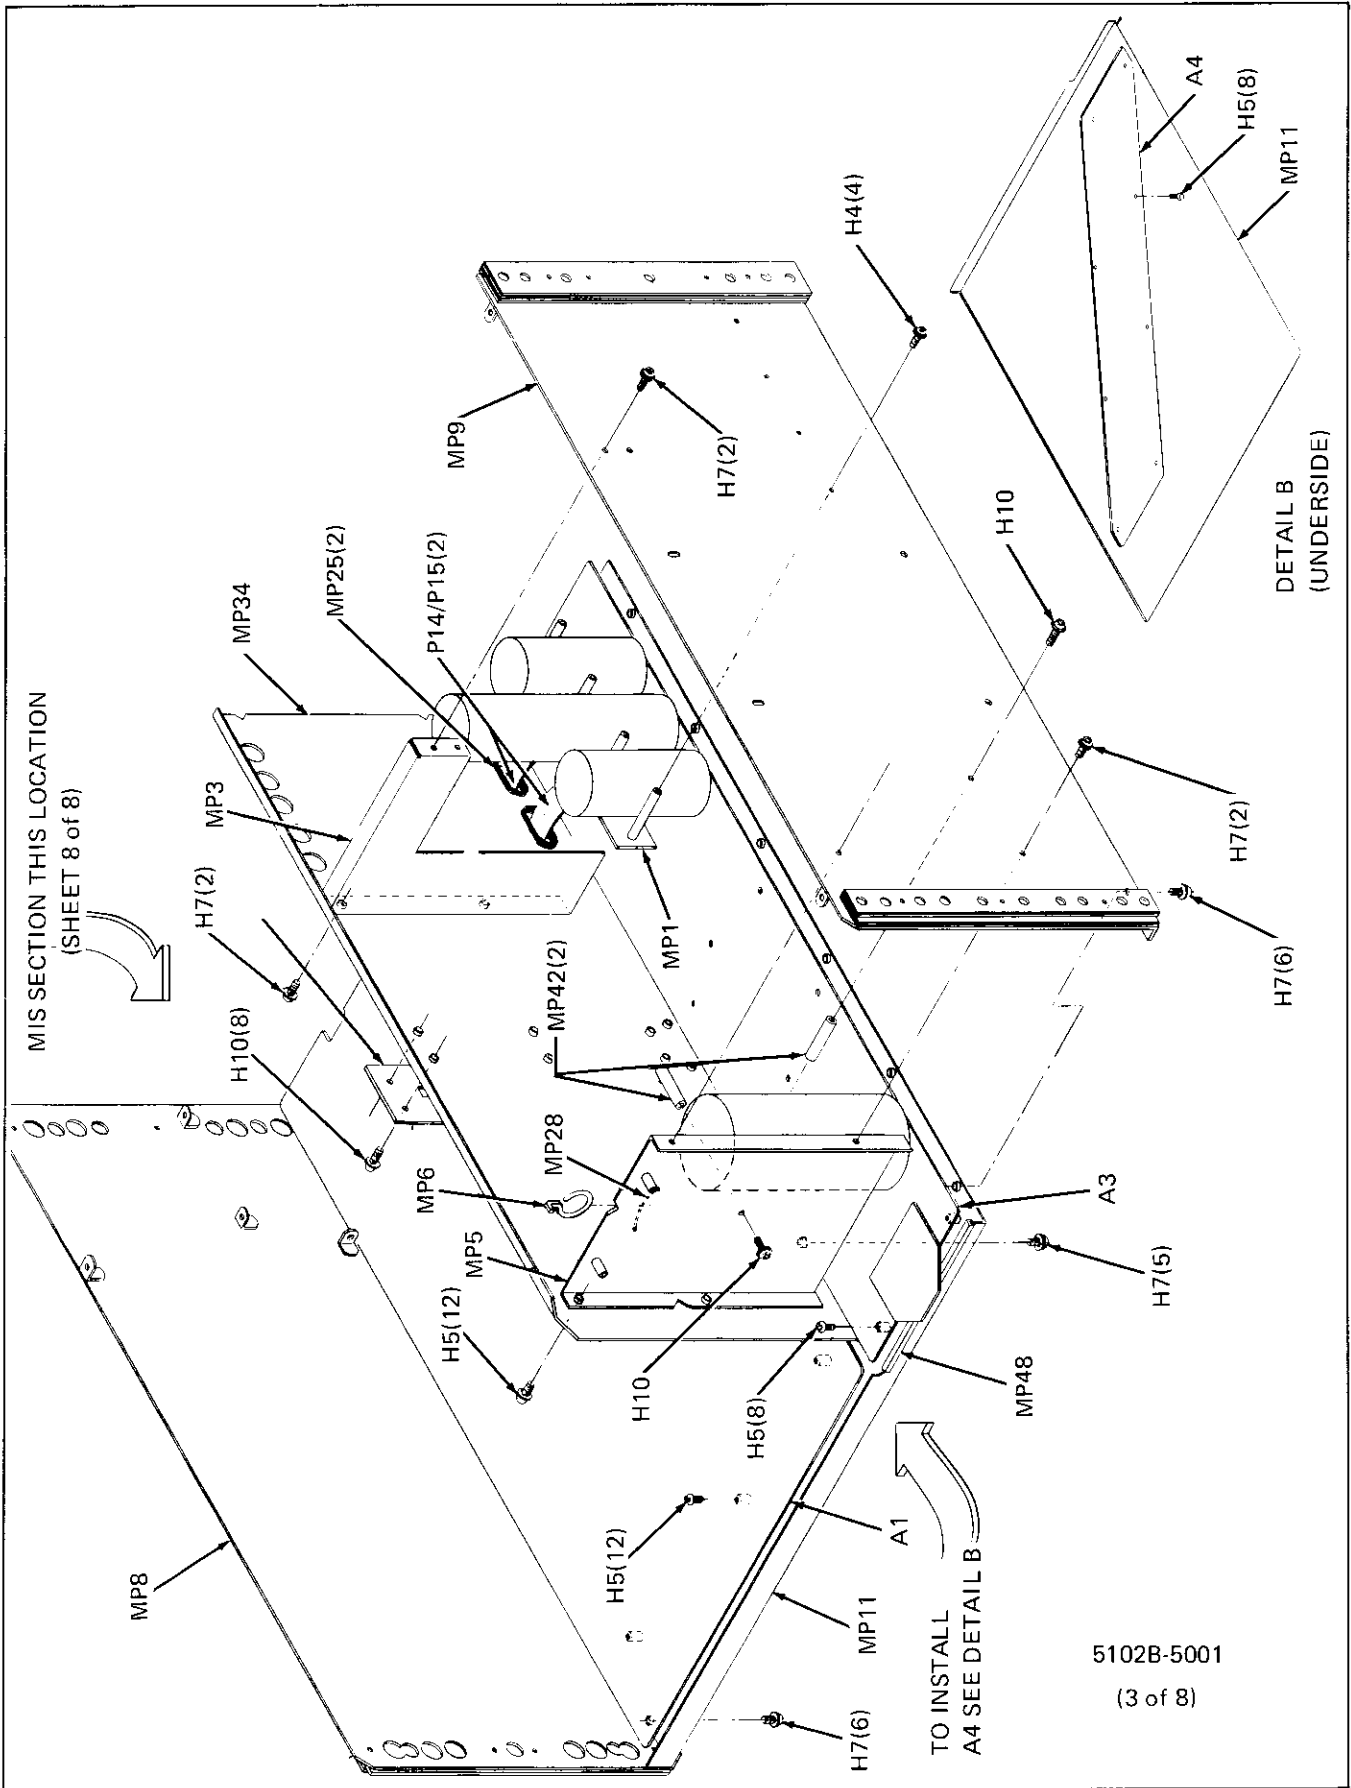 MIS SECTION THIS LOCATION
(SHEET 8 of 8)
MP34
MP25(2)
P14/P15(2)
MP9
H7(2)
H4(4)
A4
H5(8)
MP11
DETAIL B
(UNDERSIDE)
MP3
H7(2)
H10(8)
MP1
MP42(2)
MP28
MP6
MP5
H5(12)
H10
H5(8)
H10
H7(2)
H7(6)
A3
H7(5)
MP48
MP8
H5(12)
A1
MP11
H7(6)
TO INSTALL
A4 SEE DETAIL B
5102B-5001
(3 of 8)